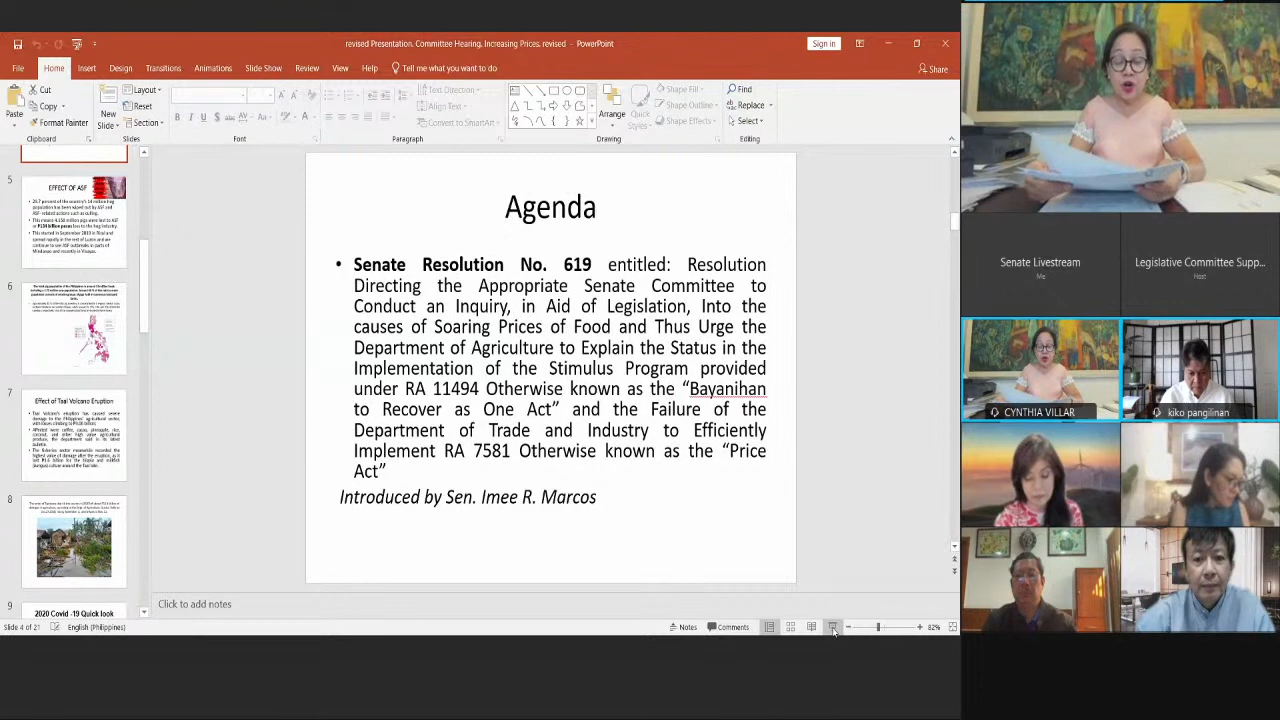 revised Presentation. Committee Hearing. Increasing Prices. revised - PowerPoint
Sign in
File Home Insert Design Transitions Animations Slide Show Review View Help Tell me what you want to do
Share
Paste
Cut
Copy
Format Painter
Clipboard
New Slide
Layout
Reset
Section
Slides
Font
Text Direction
Align Text
Convert to SmartArt
Paragraph
Arrange
Quick Styles
Shape Fill
Shape Outline
Shape Effects
Drawing
Find
Replace
Select
Editing
5
EFFECT OF ASF
6
7
Effect of Taal Volcano Eruption
8
9
2020 Covid -19 Quick look
Agenda
• Senate Resolution No. 619 entitled: Resolution
Directing the Appropriate Senate Committee to
Conduct an Inquiry, in Aid of Legislation, Into the
causes of Soaring Prices of Food and Thus Urge the
Department of Agriculture to Explain the Status in the
Implementation of the Stimulus Program provided
under RA 11494 Otherwise known as the “Bayanihan
to Recover as One Act” and the Failure of the
Department of Trade and Industry to Efficiently
Implement RA 7581 Otherwise known as the “Price
Act”
Introduced by Sen. Imee R. Marcos
Click to add notes
Slide 4 of 21 English (Philippines)
Notes Comments 82%
Senate Livestream
Me
Legislative Committee Supp...
Host
CYNTHIA VILLAR
kiko pangilinan